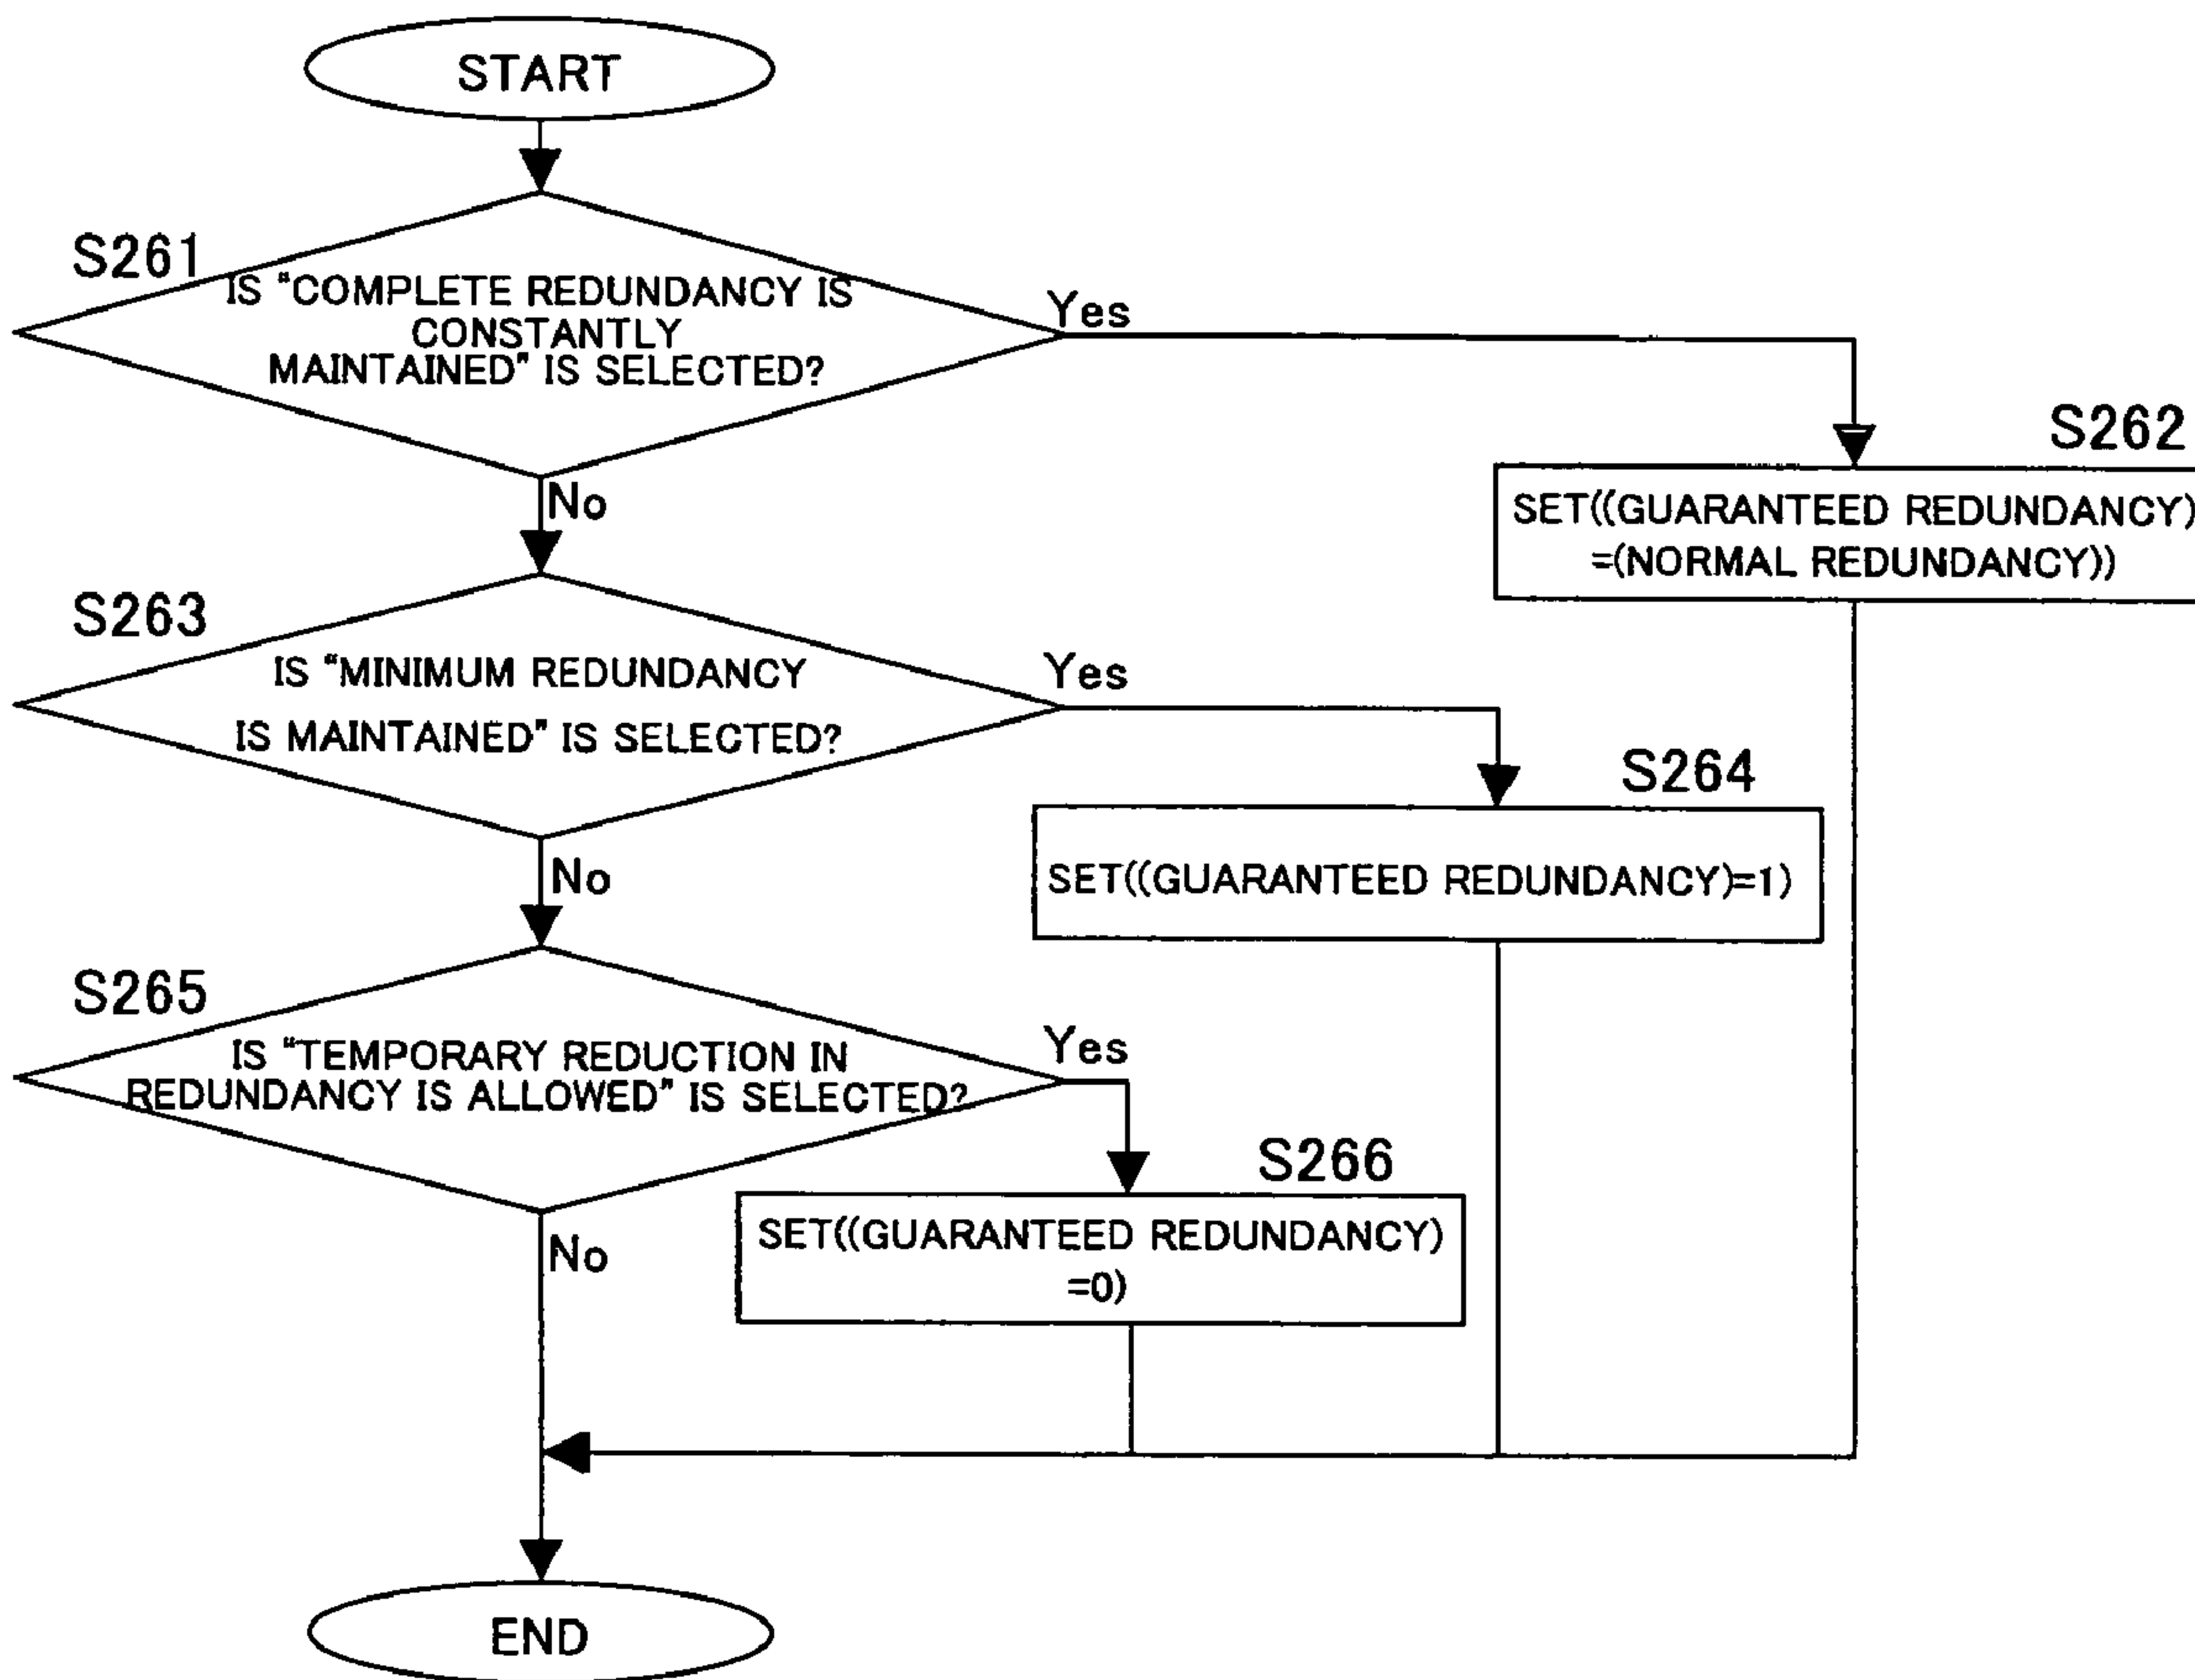 START
S261
IS “COMPLETE REDUNDANCY IS
CONSTANTLY
MAINTAINED” IS SELECTED?
Yes
No
S262
SET((GUARANTEED REDUNDANCY)
=(NORMAL REDUNDANCY))
S263
IS “MINIMUM REDUNDANCY
IS MAINTAINED” IS SELECTED?
Yes
No
S264
SET((GUARANTEED REDUNDANCY)=1)
S265
IS “TEMPORARY REDUCTION IN
REDUNDANCY IS ALLOWED” IS SELECTED?
Yes
No
S266
SET((GUARANTEED REDUNDANCY)
=0)
END